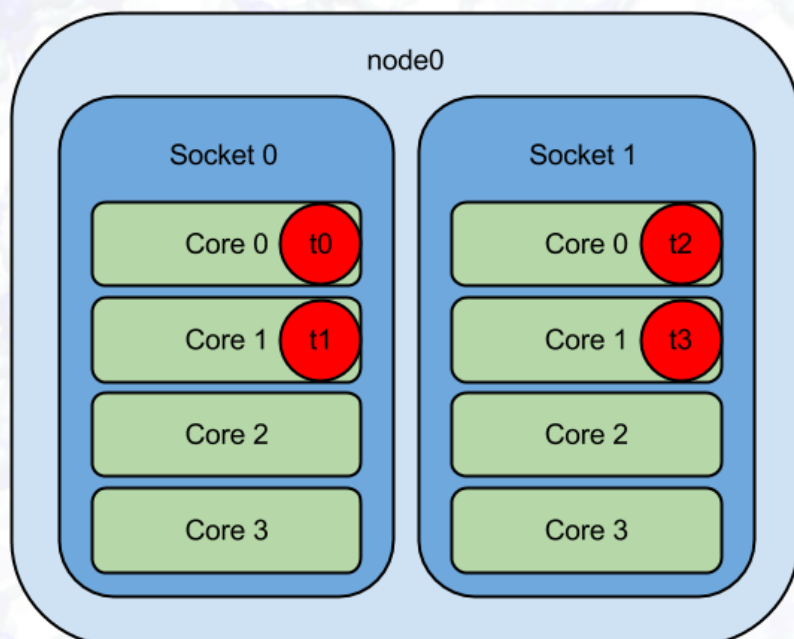 node0
Socket 0
Core 0 t0
Core 1 t1
Core 2
Core 3
Socket 1
Core 0 t2
Core 1 t3
Core 2
Core 3